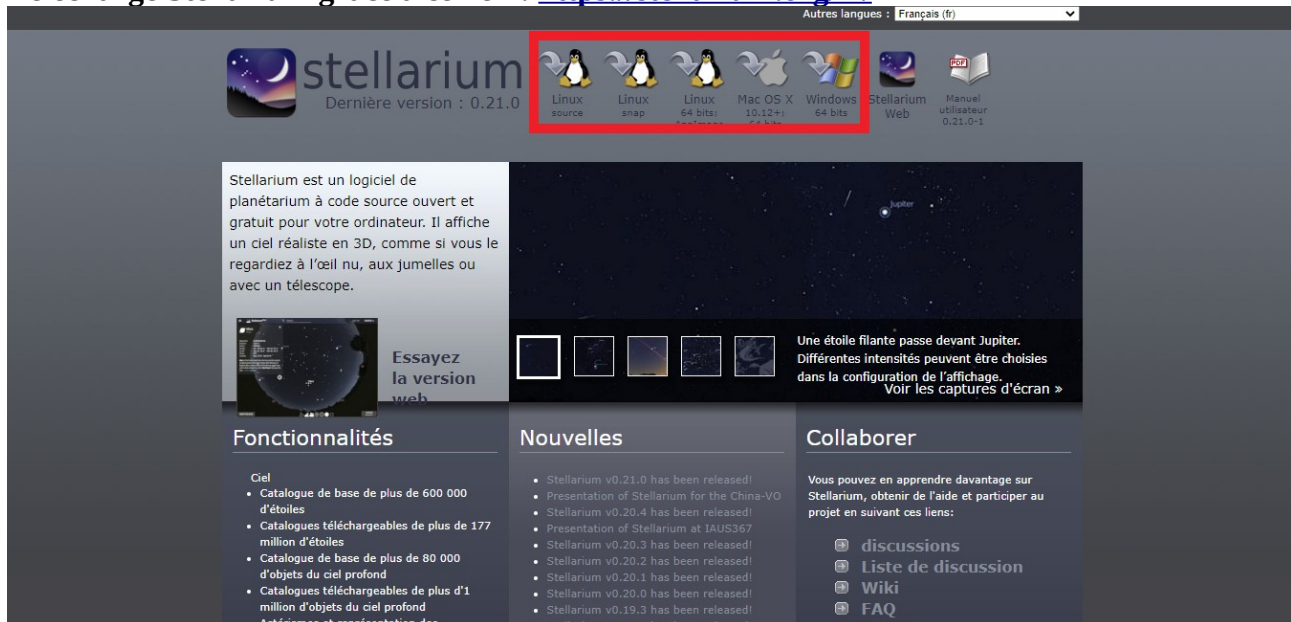 Autres langues : Français (fr)
stellarium
Dernière version : 0.21.0
Linux
source
Linux
snap
Linux
64 bits;
Mac OS X
10.12+;
64 bits
Windows
64 bits
Stellarium
Web
PDF
Manuel
utilisateur
0.21.0-1
Stellarium est un logiciel de
planétarium à code source ouvert et
gratuit pour votre ordinateur. Il affiche
un ciel réaliste en 3D, comme si vous le
regardiez à l'œil nu, aux jumelles ou
avec un télescope.
Essayez
la version
web
Jupiter
Une étoile filante passe devant Jupiter.
Différentes intensités peuvent être choisies
dans la configuration de l'affichage.
Voir les captures d'écran »
Fonctionnalités
Ciel
Catalogue de base de plus de 600 000
d'étoiles
Catalogues téléchargeables de plus de 177
million d'étoiles
Catalogue de base de plus de 80 000
d'objets du ciel profond
Catalogues téléchargeables de plus d'1
million d'objets du ciel profond
Nouvelles
Stellarium v0.21.0 has been released!
Presentation of Stellarium for the China-VO
Stellarium v0.20.4 has been released!
Presentation of Stellarium at IAUS367
Stellarium v0.20.3 has been released!
Stellarium v0.20.2 has been released!
Stellarium v0.20.1 has been released!
Stellarium v0.20.0 has been released!
Stellarium v0.19.3 has been released!
Collaborer
Vous pouvez en apprendre davantage sur
Stellarium, obtenir de l'aide et participer au
projet en suivant ces liens:
discussions
Liste de discussion
Wiki
FAQ